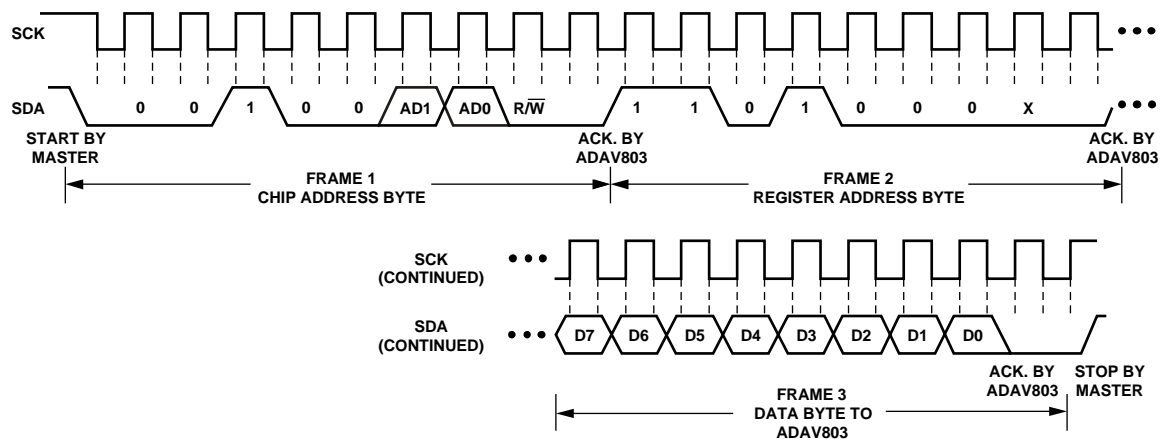 SCK
SDA 0 0 1 0 0 AD1 AD0 R/W̅ 1 1 0 1 0 0 0 X
START BY
MASTER
ACK. BY
ADAV803
ACK. BY
ADAV803
FRAME 1
CHIP ADDRESS BYTE
FRAME 2
REGISTER ADDRESS BYTE
SCK
(CONTINUED)
SDA
(CONTINUED)
D7 D6 D5 D4 D3 D2 D1 D0
ACK. BY
ADAV803
STOP BY
MASTER
FRAME 3
DATA BYTE TO
ADAV803